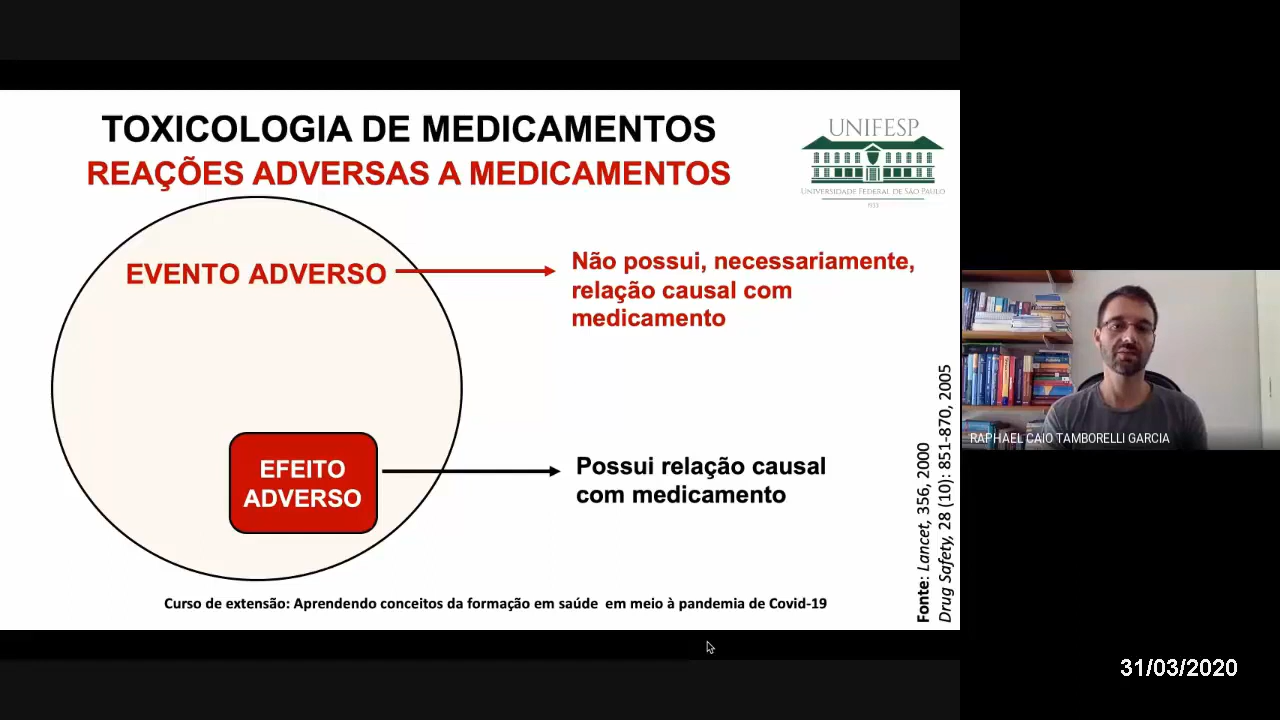 TOXICOLOGIA DE MEDICAMENTOS
REAÇÕES ADVERSAS A MEDICAMENTOS
UNIFESP
UNIVERSIDADE FEDERAL DE SÃO PAULO
1933
EVENTO ADVERSO
Não possui, necessariamente,
relação causal com
medicamento
EFEITO
ADVERSO
Possui relação causal
com medicamento
Fonte: Lancet, 356, 2000
Drug Safety, 28 (10): 851-870, 2005
Curso de extensão: Aprendendo conceitos da formação em saúde em meio à pandemia de Covid-19
RAPHAEL CAIO TAMBORELLI GARCIA
31/03/2020